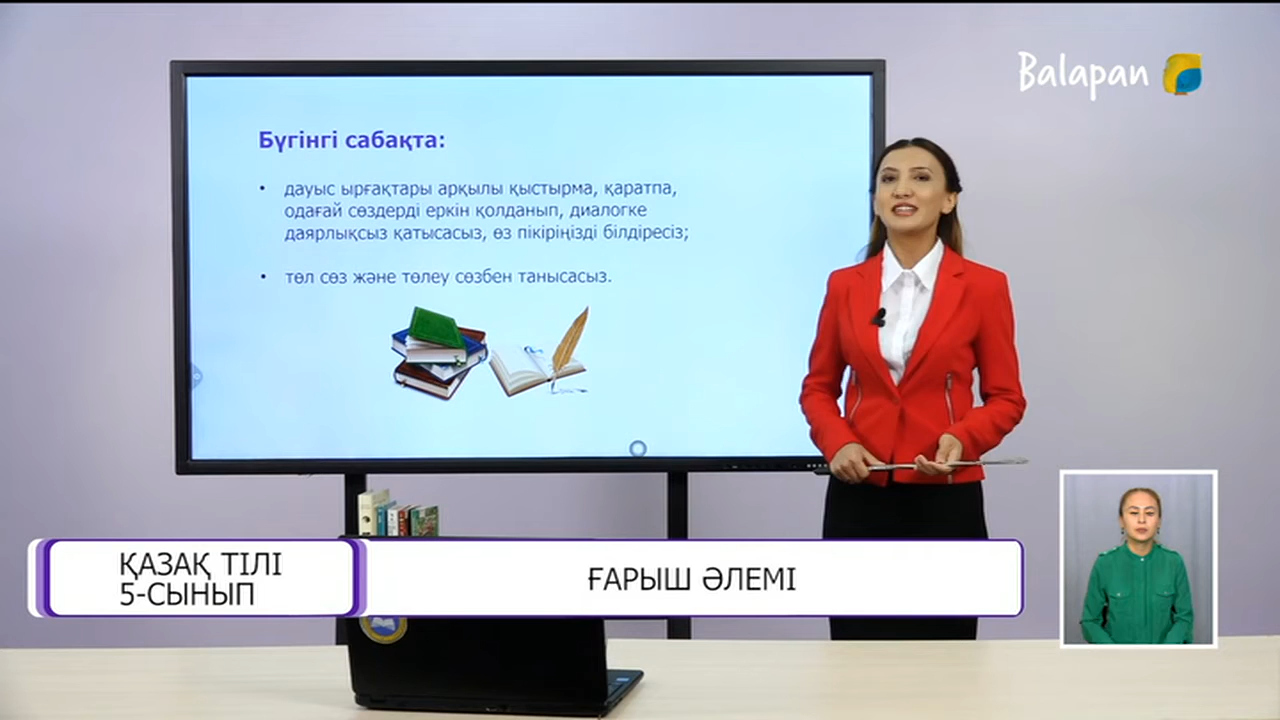 Balapan
Бүгінгі сабақта:
• дауыс ырғақтары арқылы қыстырма, қаратпа,
одағай сөздерді еркін қолданып, диалогке
даярлықсыз қатысасыз, өз пікіріңізді білдіресіз;
• төл сөз және төлеу сөзбен танысасыз.
ҚАЗАҚ ТІЛІ
5-СЫНЫП
ҒАРЫШ ӘЛЕМІ